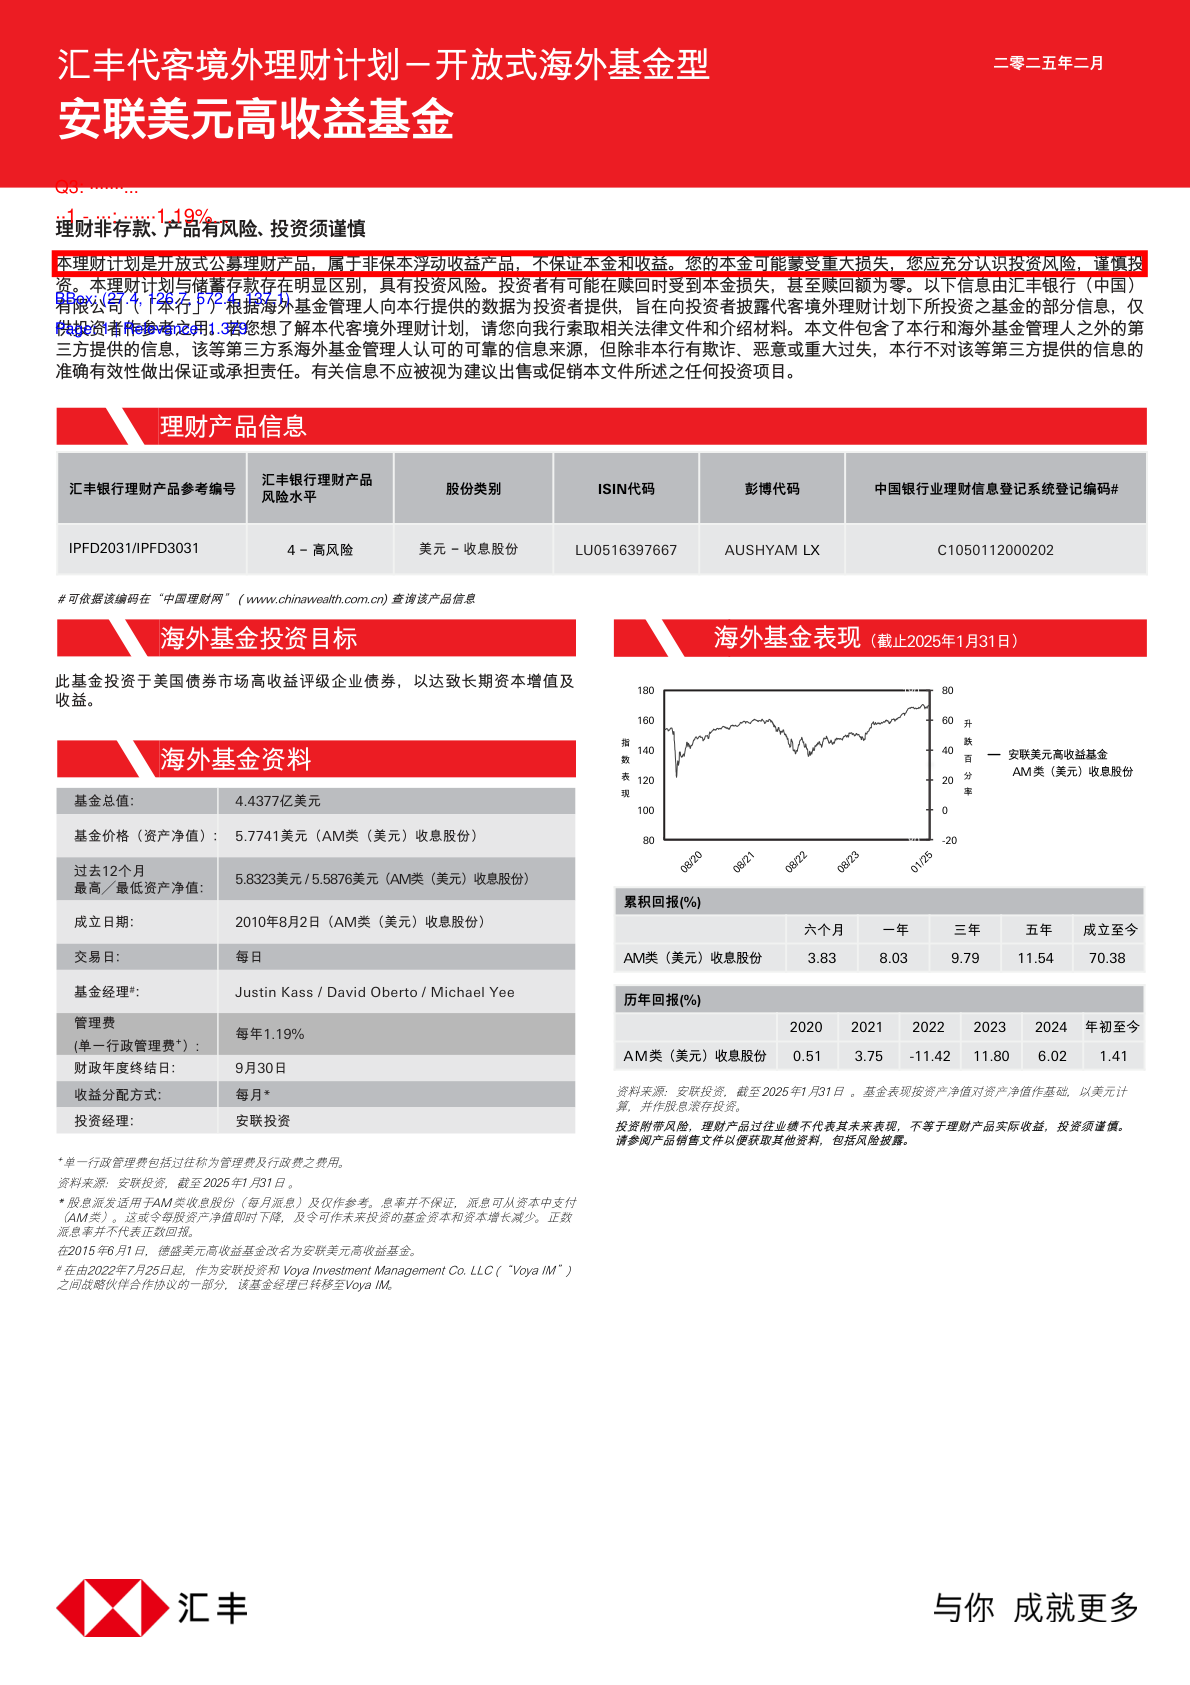 汇丰代客境外理财计划－开放式海外基金型
二零二五年二月
安联美元高收益基金
Q3: ·······...
··1 - ···: ······1.19%...
理财非存款、产品有风险、投资须谨慎
本理财计划是开放式公募理财产品，属于非保本浮动收益产品，不保证本金和收益。您的本金可能蒙受重大损失，您应充分认识投资风险，谨慎投
资。本理财计划与储蓄存款存在明显区别，具有投资风险。投资者有可能在赎回时受到本金损失，甚至赎回额为零。以下信息由汇丰银行（中国）
BBox: (27.4, 126.7, 572.4, 137.1)
有限公司（「本行」）根据海外基金管理人向本行提供的数据为投资者提供，旨在向投资者披露代客境外理财计划下所投资之基金的部分信息，仅
Page: 1 | Relevance: 1.329
供投资者作参考之用。若您想了解本代客境外理财计划，请您向我行索取相关法律文件和介绍材料。本文件包含了本行和海外基金管理人之外的第
三方提供的信息，该等第三方系海外基金管理人认可的可靠的信息来源，但除非本行有欺诈、恶意或重大过失，本行不对该等第三方提供的信息的
准确有效性做出保证或承担责任。有关信息不应被视为建议出售或促销本文件所述之任何投资项目。
理财产品信息
汇丰银行理财产品参考编号 汇丰银行理财产品风险水平 股份类别 ISIN代码 彭博代码 中国银行业理财信息登记系统登记编码#
IPFD2031/IPFD3031 4 – 高风险 美元 – 收息股份 LU0516397667 AUSHYAM LX C1050112000202
# 可依据该编码在“中国理财网” ( www.chinawealth.com.cn) 查询该产品信息
海外基金投资目标
此基金投资于美国债券市场高收益评级企业债券，以达致长期资本增值及
收益。
海外基金资料
基金总值: 4.4377亿美元
基金价格（资产净值）: 5.7741美元（AM类（美元）收息股份）
过去12个月
最高／最低资产净值: 5.8323美元 / 5.5876美元（AM类（美元）收息股份）
成立日期: 2010年8月2日（AM类（美元）收息股份）
交易日: 每日
基金经理#: Justin Kass / David Oberto / Michael Yee
管理费
(单一行政管理费+）: 每年1.19%
财政年度终结日: 9月30日
收益分配方式: 每月*
投资经理: 安联投资
+ 单一行政管理费包括过往称为管理费及行政费之费用。
资料来源：安联投资，截至 2025年1月31日 。
* 股息派发适用于AM类收息股份（每月派息）及仅作参考。息率并不保证，派息可从资本中支付
（AM类）。这或令每股资产净值即时下降，及令可作未来投资的基金资本和资本增长减少。正数
派息率并不代表正数回报。
在2015年6月1日，德盛美元高收益基金改名为安联美元高收益基金。
# 在由2022年7月25日起，作为安联投资和 Voya Investment Management Co. LLC (“Voya IM”)
之间战略伙伴合作协议的一部分，该基金经理已转移至Voya IM。
海外基金表现（截止2025年1月31日）
指数表现
180
160
140
120
100
80
80
60
40
20
0
-20
升跌百分率
08/20 08/21 08/22 08/23 01/25
安联美元高收益基金
AM 类（美元）收息股份
累积回报(%)
六个月 一年 三年 五年 成立至今
AM类（美元）收息股份 3.83 8.03 9.79 11.54 70.38
历年回报(%)
2020 2021 2022 2023 2024 年初至今
AM类（美元）收息股份 0.51 3.75 -11.42 11.80 6.02 1.41
资料来源：安联投资，截至 2025年1月31日 。基金表现按资产净值对资产净值作基础，以美元计
算，并作股息滚存投资。
投资附带风险，理财产品过往业绩不代表其未来表现，不等于理财产品实际收益，投资须谨慎。
请参阅产品销售文件以便获取其他资料，包括风险披露。
汇丰
与你 成就更多